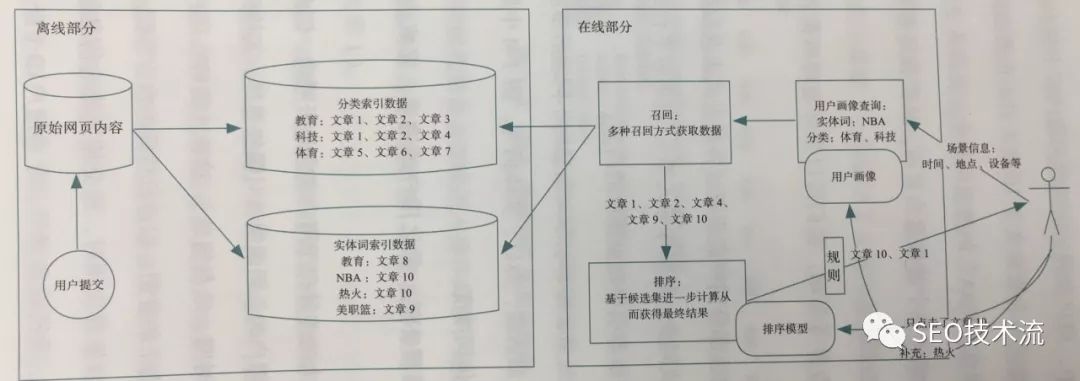 离线部分
原始网页内容
用户提交
分类索引数据
教育:文章 1、文章 2、文章 3
科技:文章 1、文章 2、文章 4
体育:文章 5、文章 6、文章 7
实体词索引数据
教育:文章 8
NBA:文章 10
热火:文章 10
美职篮:文章 9
在线部分
召回:
多种召回方式获取数据
用户画像查询:
实体词:NBA
分类:体育、科技
用户画像
场景信息:
时间、地点、设备等
文章 1、文章 2、文章 4、
文章 9、文章 10
规则
文章 10、文章 1
排序:
基于候选集进一步计算从
而获得最终结果
排序模型
补充:热火
SEO技术流